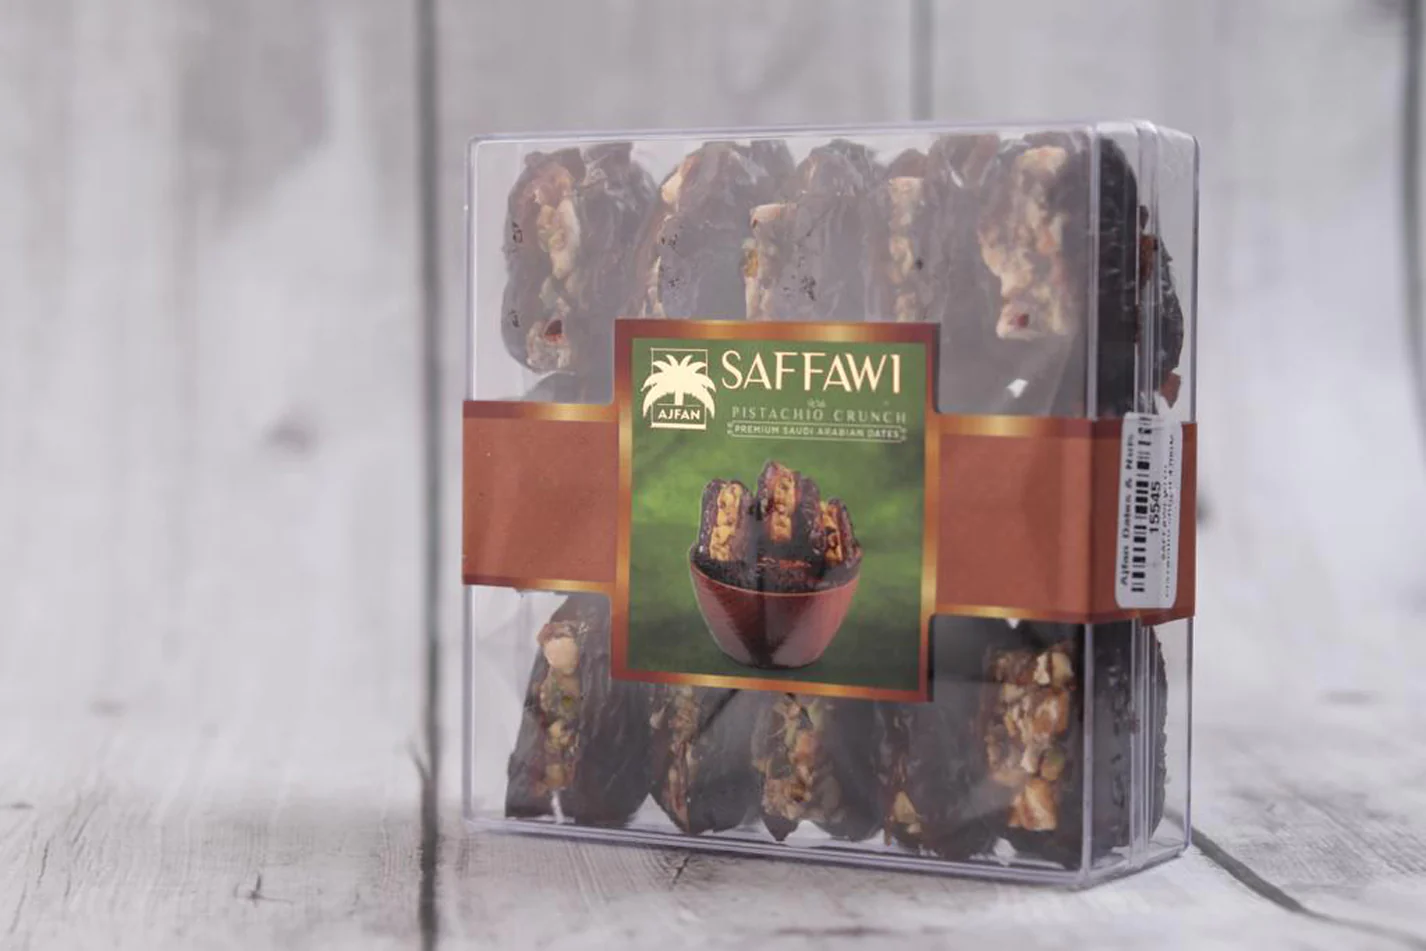 AJFAN
SAFFAWI
PISTACHIO CRUNCH
PREMIUM SAUDI ARABIAN DATES
Ajfan Dates & Nuts
15545